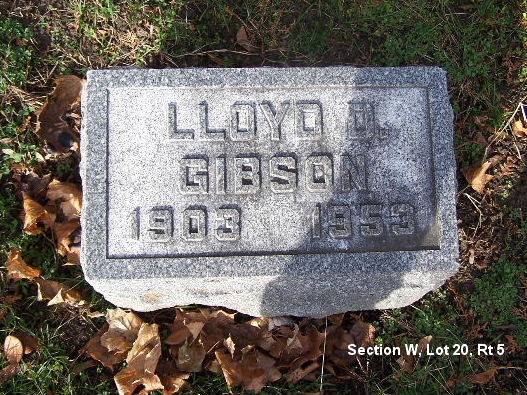 LLOYD D.
GIBSON
1903 1953
Section W, Lot 20, Rt 5